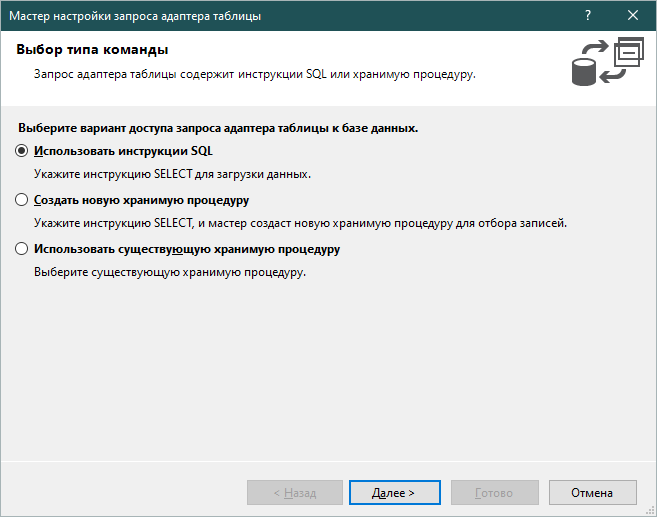 Мастер настройки запроса адаптера таблицы
?
Выбор типа команды
Запрос адаптера таблицы содержит инструкции SQL или хранимую процедуру.
Выберите вариант доступа запроса адаптера таблицы к базе данных.
Использовать инструкции SQL
Укажите инструкцию SELECT для загрузки данных.
Создать новую хранимую процедуру
Укажите инструкцию SELECT, и мастер создаст новую хранимую процедуру для отбора записей.
Использовать существующую хранимую процедуру
Выберите существующую хранимую процедуру.
< Назад Далее > Готово Отмена